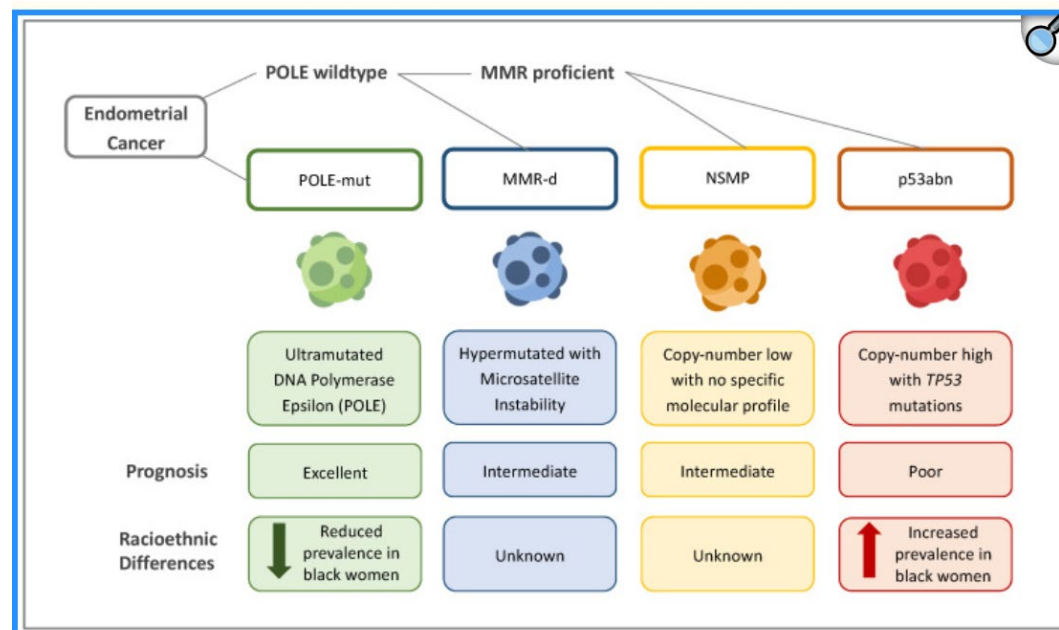 POLE wildtype
MMR proficient
Endometrial
Cancer
POLE-mut
MMR-d
NSMP
p53abn
Ultramutated
DNA Polymerase
Epsilon (POLE)
Hypermutated with
Microsatellite
Instability
Copy-number low
with no specific
molecular profile
Copy-number high
with TP53
mutations
Prognosis
Excellent
Intermediate
Intermediate
Poor
Racioethnic
Differences
Reduced
prevalence in
black women
Unknown
Unknown
Increased
prevalence in
black women